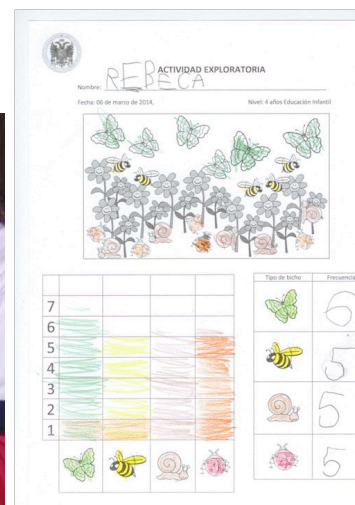 ACTIVIDAD EXPLORATORIA
Nombre: REBECA
Fecha: 06 de marzo de 2014, Nivel: 4 años Educación Infantil
Tipo de bicho Frecuencia
7
6
5
4
3
2
1
6
5
5
5